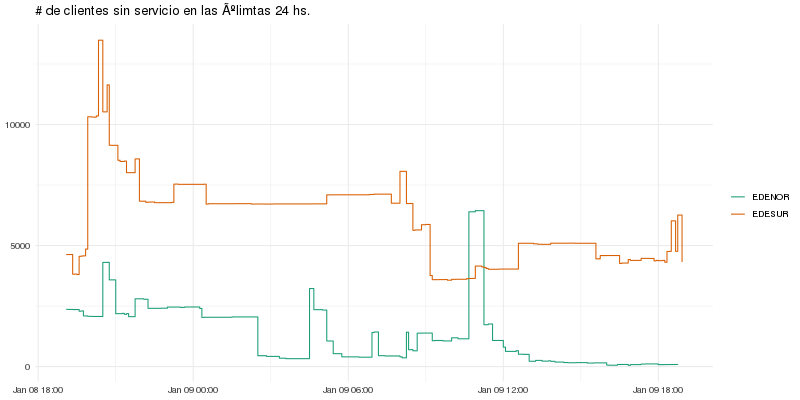 # de clientes sin servicio en las Ãºlimtas 24 hs.
10000
5000
0
Jan 08 18:00 Jan 09 00:00 Jan 09 06:00 Jan 09 12:00 Jan 09 18:00
EDENOR
EDESUR